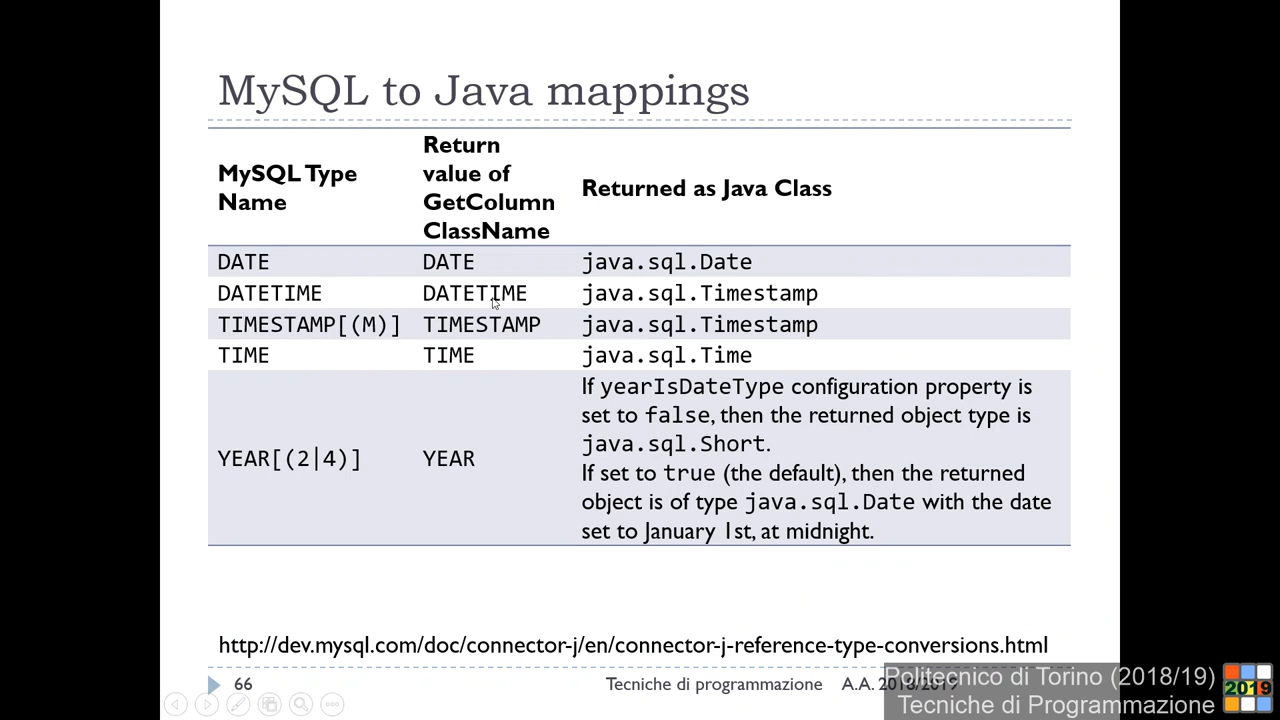 MySQL to Java mappings
MySQL Type Name
Return value of GetColumn ClassName
Returned as Java Class
DATE DATE java.sql.Date
DATETIME DATETIME java.sql.Timestamp
TIMESTAMP[(M)] TIMESTAMP java.sql.Timestamp
TIME TIME java.sql.Time
YEAR[(2|4)] YEAR
If yearIsDateType configuration property is
set to false, then the returned object type is
java.sql.Short.
If set to true (the default), then the returned
object is of type java.sql.Date with the date
set to January 1st, at midnight.
http://dev.mysql.com/doc/connector-j/en/connector-j-reference-type-conversions.html
66 Tecniche di programmazione A.A. 2018/2019
Politecnico di Torino (2018/19)
Tecniche di Programmazione
2019